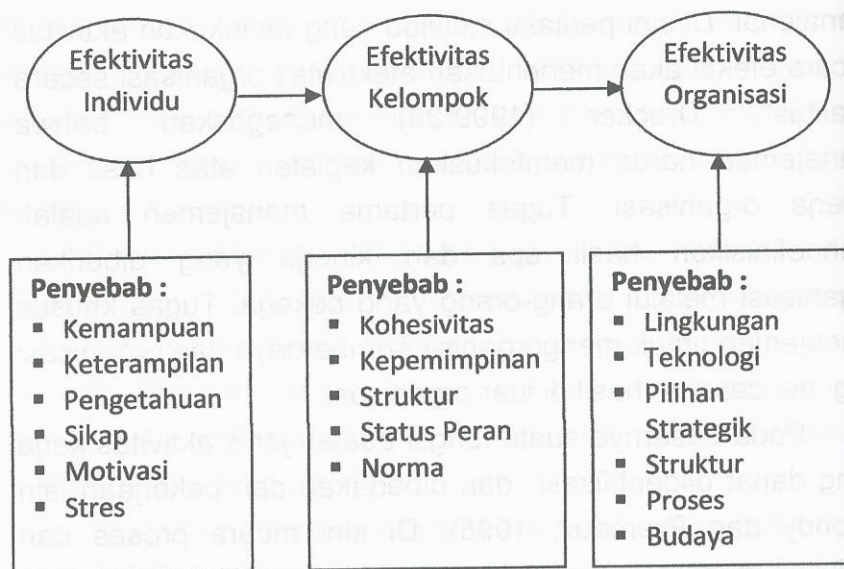 Efektivitas
Individu
Efektivitas
Kelompok
Efektivitas
Organisasi
Penyebab :
▪ Kemampuan
▪ Keterampilan
▪ Pengetahuan
▪ Sikap
▪ Motivasi
▪ Stres
Penyebab :
▪ Kohesivitas
▪ Kepemimpinan
▪ Struktur
▪ Status Peran
▪ Norma
Penyebab :
▪ Lingkungan
▪ Teknologi
▪ Pilihan
▪ Strategik
▪ Struktur
▪ Proses
▪ Budaya